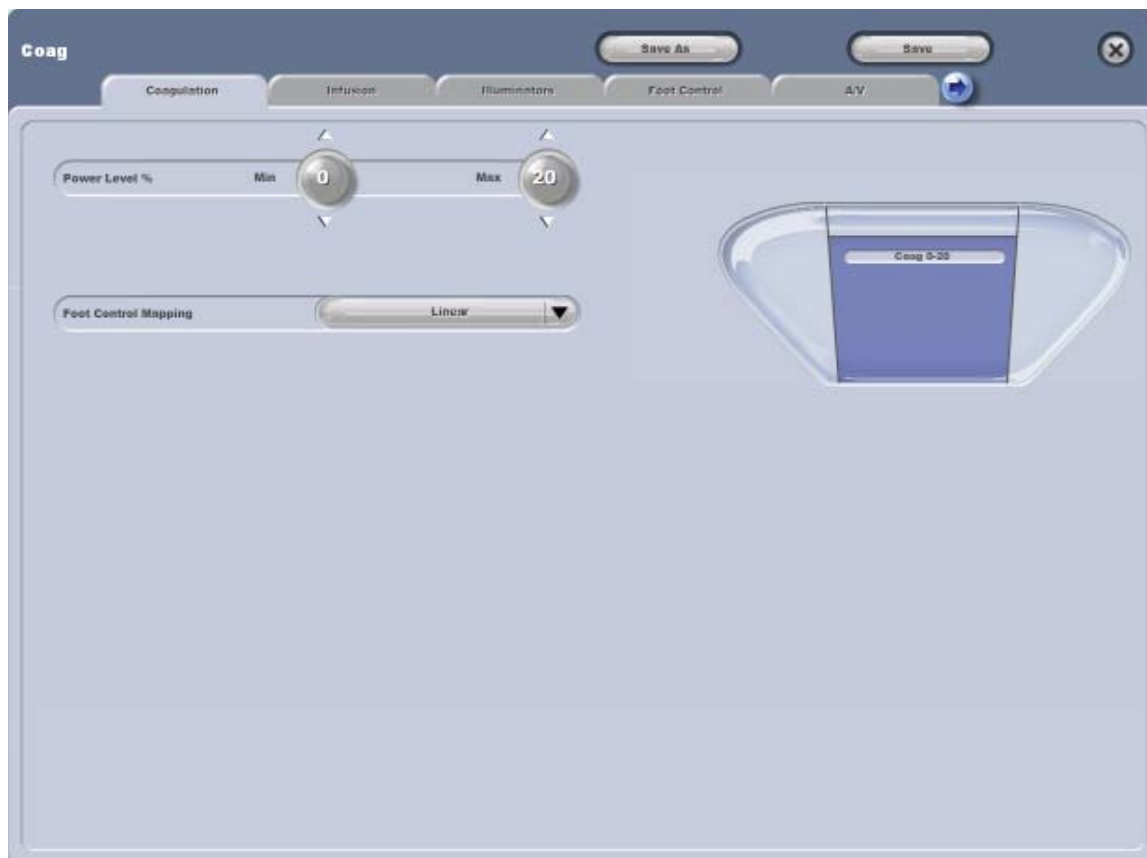 Coag
Save As
Save
Coagulation
Infusion
Illuminators
Foot Control
A/V
Power Level %
Min
0
Max
20
Coag 0-20
Foot Control Mapping
Linear